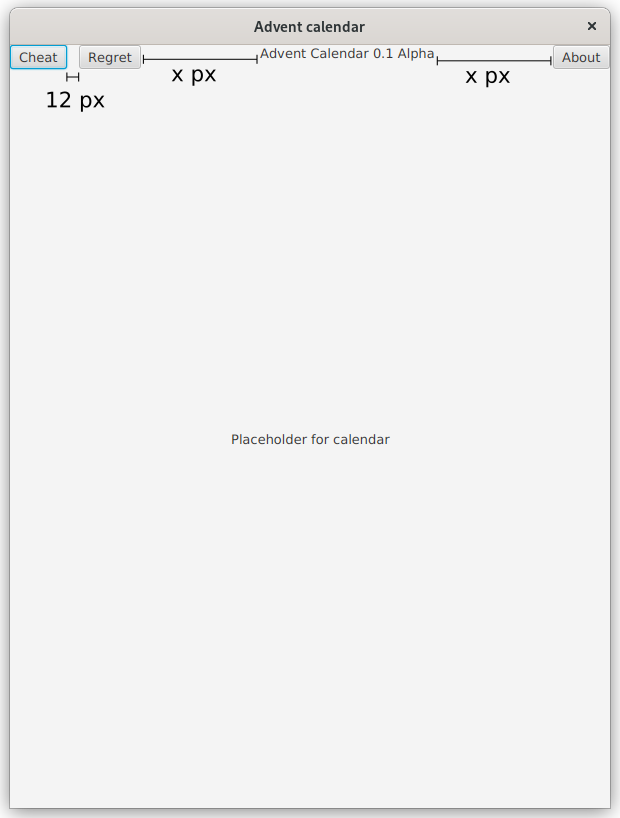 Advent calendar
Cheat
Regret
Advent Calendar 0.1 Alpha
About
x px
x px
12 px
Placeholder for calendar